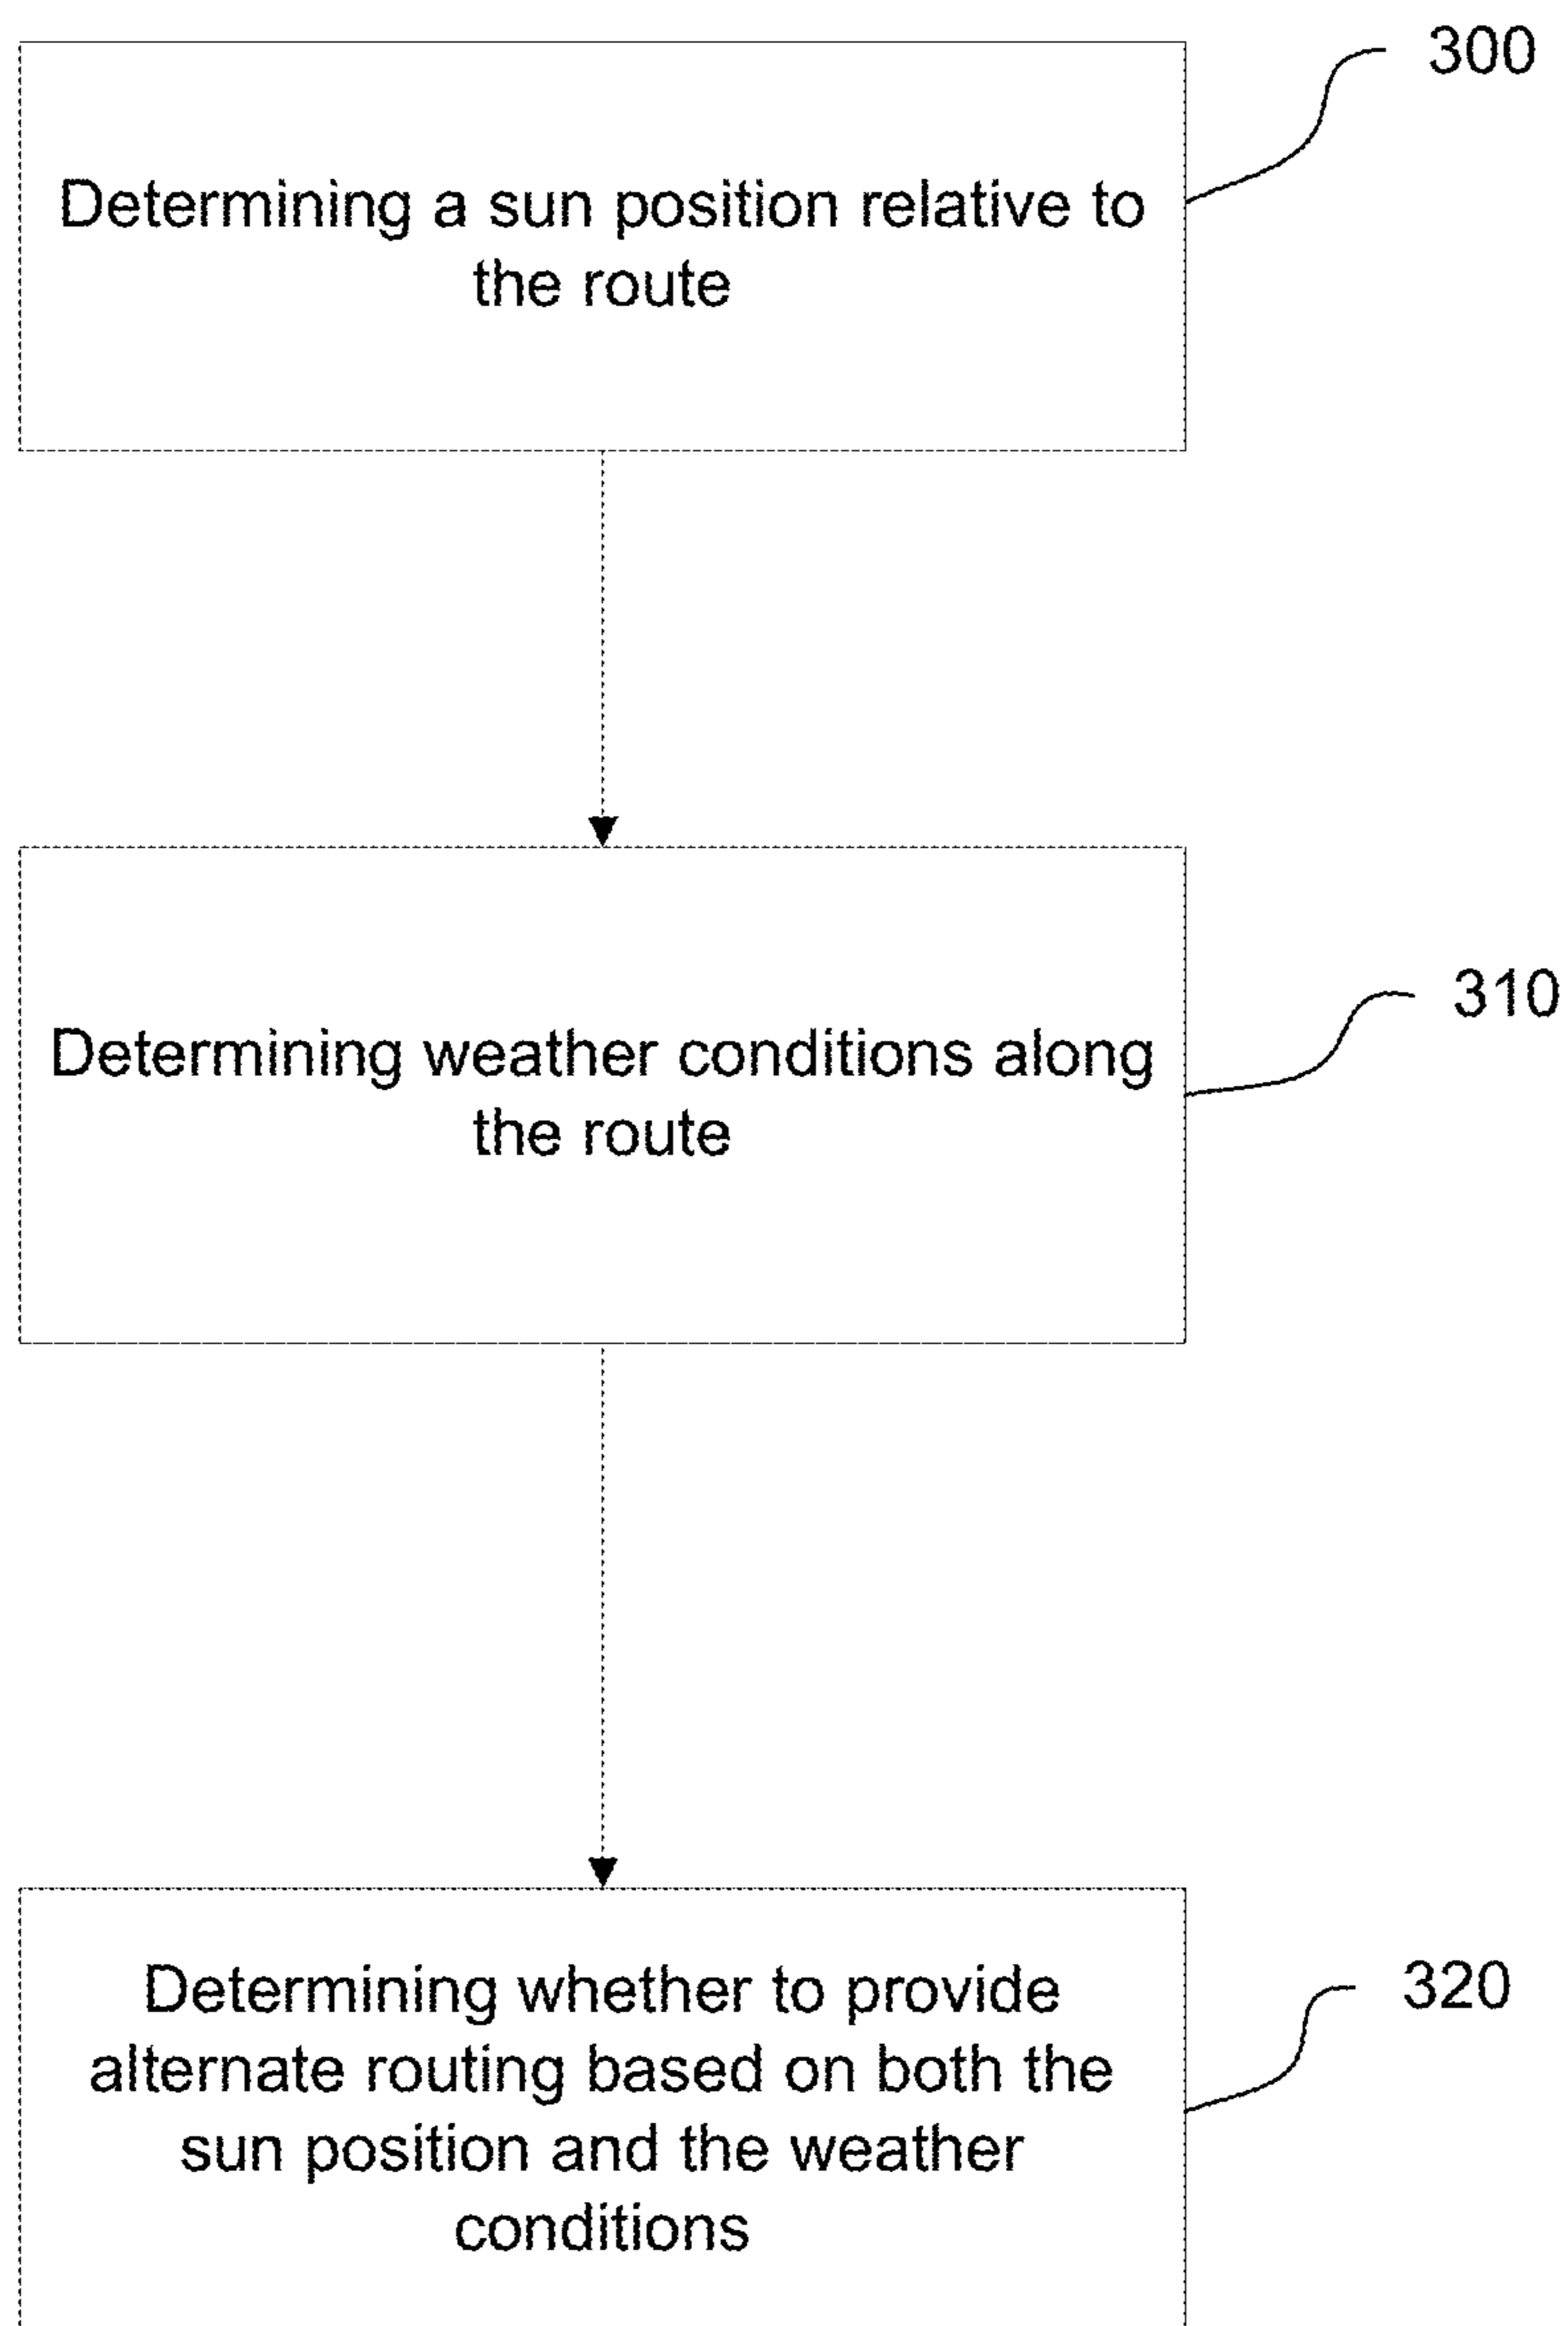 300
Determining a sun position relative to
the route
310
Determining weather conditions along
the route
320
Determining whether to provide
alternate routing based on both the
sun position and the weather
conditions